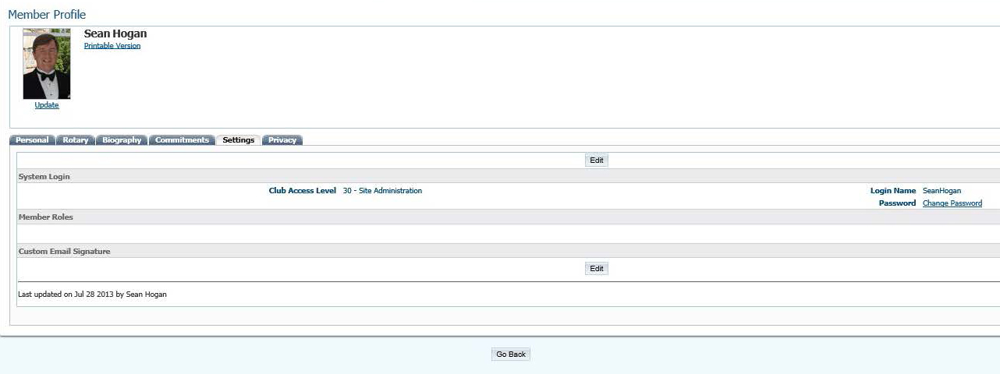 Member Profile
Sean Hogan
Printable Version
Update
Personal Rotary Biography Commitments Settings Privacy
Edit
System Login
Club Access Level 30 - Site Administration Login Name SeanHogan
Password Change Password
Member Roles
Custom Email Signature
Edit
Last updated on Jul 28 2013 by Sean Hogan
Go Back